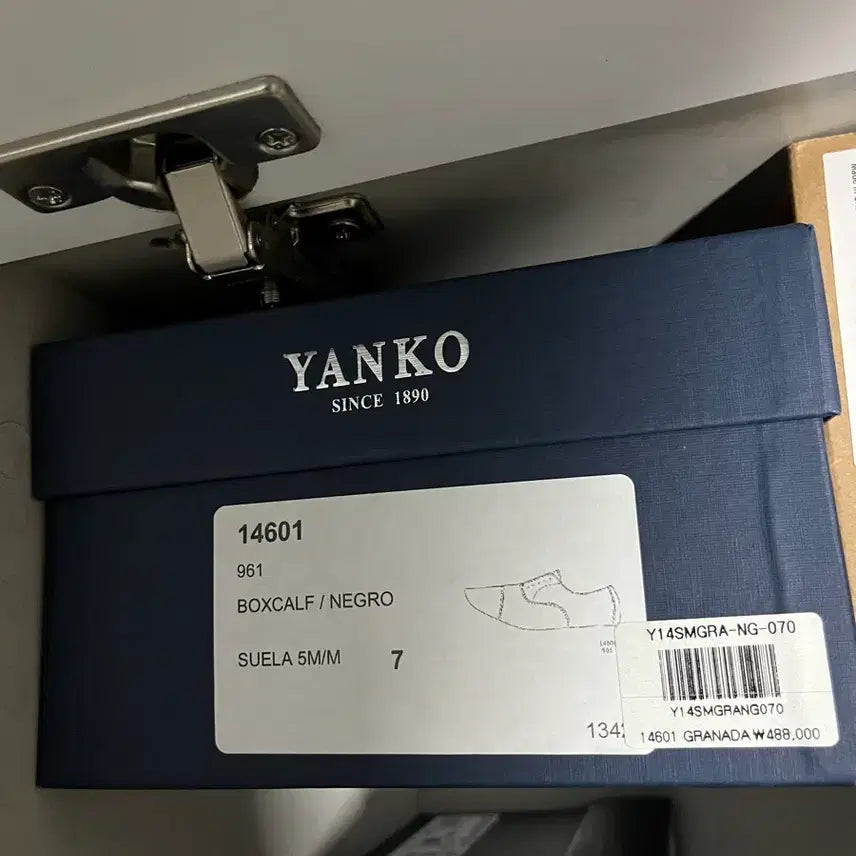 YANKO
SINCE 1890
14601
961
BOXCALF / NEGRO
SUELA 5M/M 7
Y14SMGRA-NG-070
Y14SMGRANG070
14601 GRANADA ₩488,000